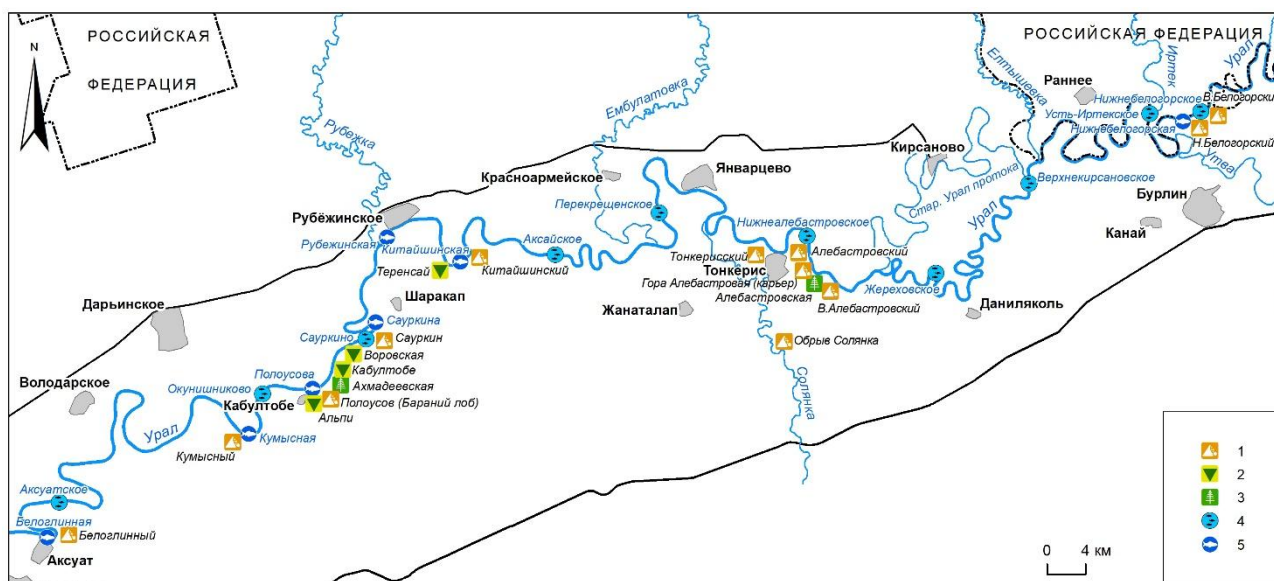 РОССИЙСКАЯ
ФЕДЕРАЦИЯ
N
РОССИЙСКАЯ ФЕДЕРАЦИЯ
Рубежка
Ембулатовка
Елтышевка
Иртек
Урал
Раннее
Нижнебелогорское
В.Белогорский
Усть-Иртекское
Нижнебелогорская
Н.Белогорский
Утва
Кирсаново
Стар. Урал протока
Верхнекирсановское
Бурлин
Канай
Красноармейское
Январцево
Перекрещенское
Рубёжинское
Рубежинская
Китайшинская
Аксайское
Китайшинский
Теренсай
Нижнеалебастровское
Тонкерисский
Алебастровский
Тонкерис
Гора Алебастровая (карьер)
Алебастровская
В.Алебастровский
Урал
Жереховское
Данилякöль
Жаналап
Обрыв Солянка
Солянка
Шаракап
Дарьинское
Сауркина
Сауркино
Сауркин
Воровская
Кабултобе
Полоусова
Ахмадеевская
Окунишниково
Полоусов (Бараний лоб)
Кабултобе
Альпи
Володарское
Урал
Кумысная
Кумысный
Аксуатское
Белоглинная
Белоглинный
Аксуат
0 4 км
1
2
3
4
5